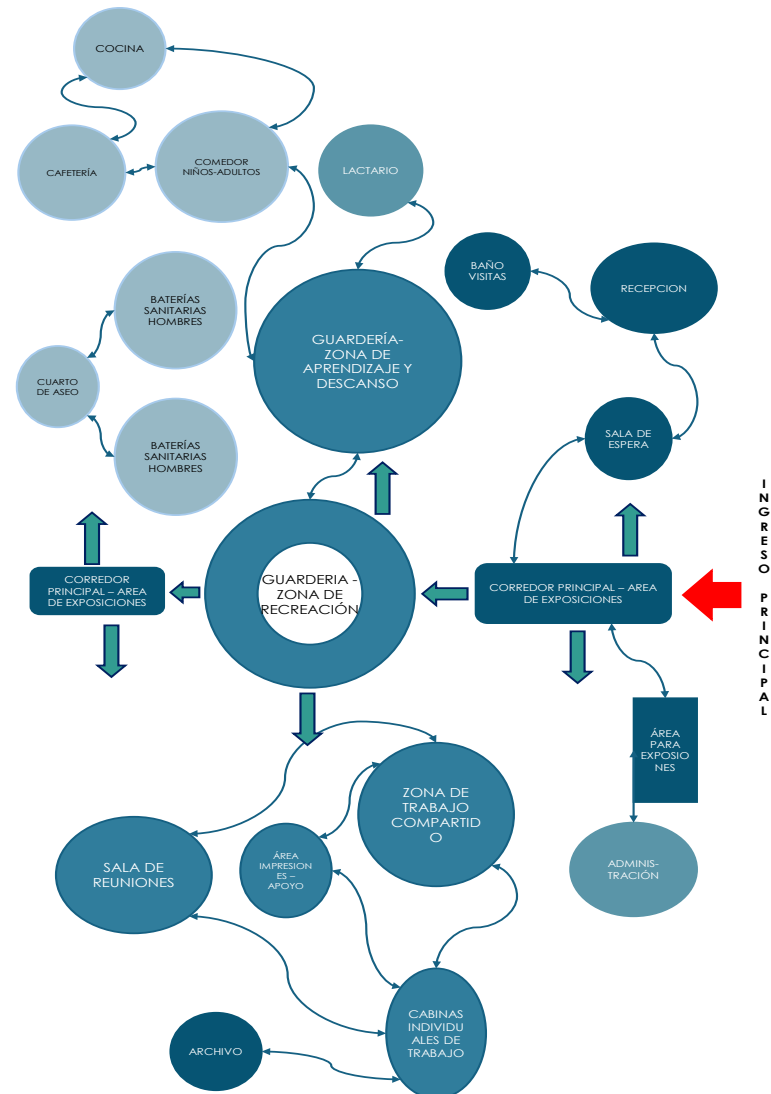 COCINA
CAFETERÍA
COMEDOR
NIÑOS-ADULTOS
LACTARIO
BAÑO
VISITAS
RECEPCION
BATERÍAS
SANITARIAS
HOMBRES
GUARDERÍA-
ZONA DE
APRENDIZAJE Y
DESCANSO
CUARTO
DE ASEO
BATERÍAS
SANITARIAS
HOMBRES
SALA DE
ESPERA
CORREDOR
PRINCIPAL – AREA
DE EXPOSICIONES
GUARDERIA -
ZONA DE
RECREACIÓN
CORREDOR PRINCIPAL – AREA
DE EXPOSICIONES
INGRESO PRINCIPAL
ÁREA
PARA
EXPOSIO
NES
ZONA DE
TRABAJO
COMPARTID
O
SALA DE
REUNIONES
ÁREA
IMPRESION
ES –
APOYO
ADMINIS-
TRACIÓN
CABINAS
INDIVIDU
ALES DE
TRABAJO
ARCHIVO